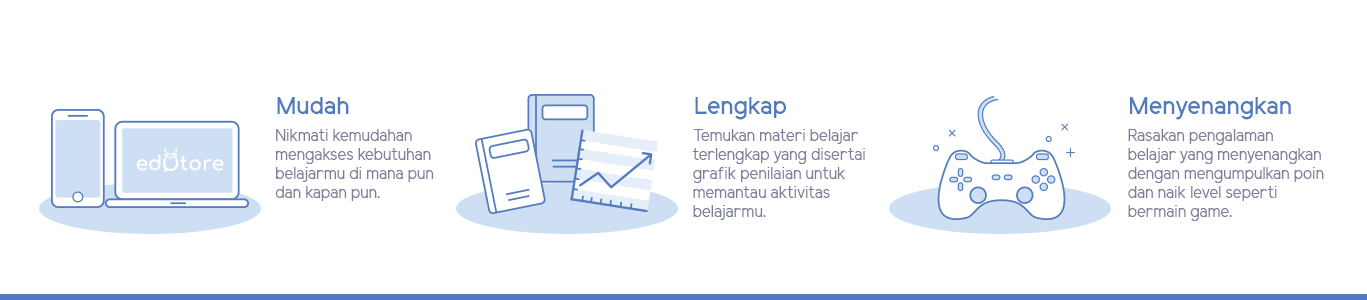 edutore
Mudah
Nikmati kemudahan
mengakses kebutuhan
belajarmu di mana pun
dan kapan pun.
Lengkap
Temukan materi belajar
terlengkap yang disertai
grafik penilaian untuk
memantau aktivitas
belajarmu.
Menyenangkan
Rasakan pengalaman
belajar yang menyenangkan
dengan mengumpulkan poin
dan naik level seperti
bermain game.